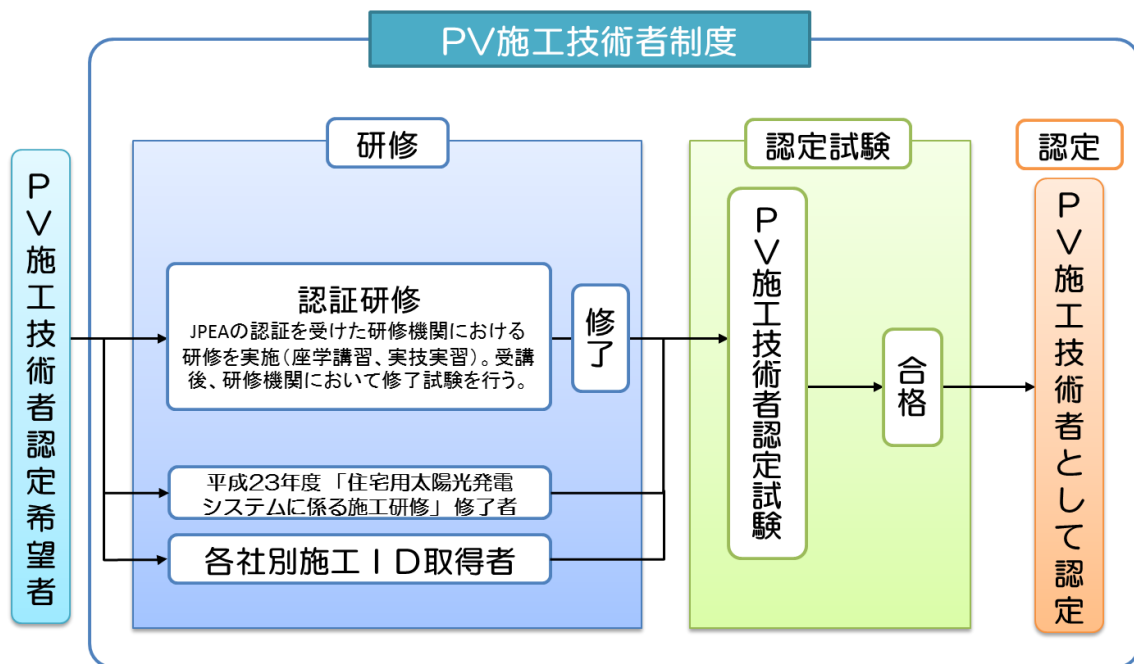 PV施工技術者制度
PV施工技術者認定希望者
研修
認証研修
JPEAの認証を受けた研修機関における
研修を実施（座学講習、実技実習）。受講
後、研修機関において修了試験を行う。
修了
平成23年度「住宅用太陽光発電
システムに係る施工研修」修了者
各社別施工ID取得者
認定試験
PV施工技術者認定試験
合格
認定
PV施工技術者として認定